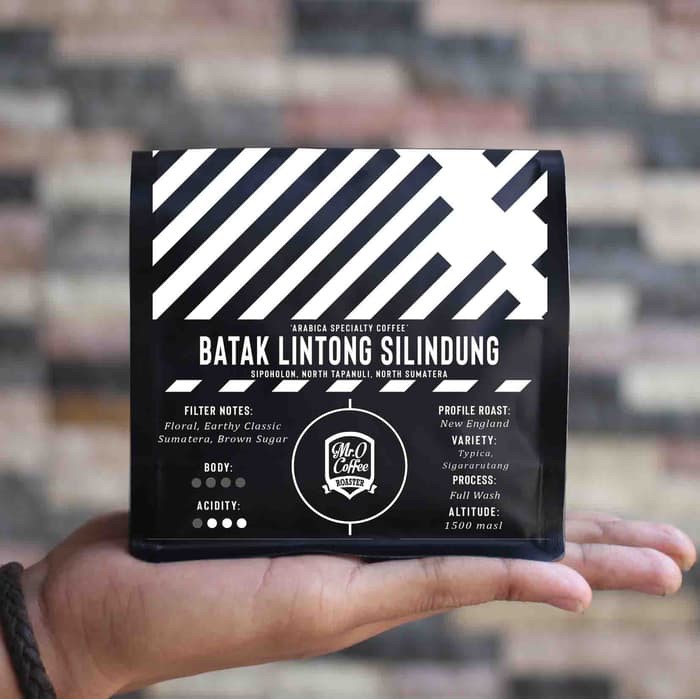 'ARABICA SPECIALTY COFFEE'
BATAK LINTONG SILINDUNG
SIPOHOLON, NORTH TAPANULI, NORTH SUMATERA
FILTER NOTES:
Floral, Earthy Classic
Sumatera, Brown Sugar
BODY:
ACIDITY:
Mr.O
Coffee
ROASTER
PROFILE ROAST:
New England
VARIETY:
Typica,
Sigararutang
PROCESS:
Full Wash
ALTITUDE:
1500 masl